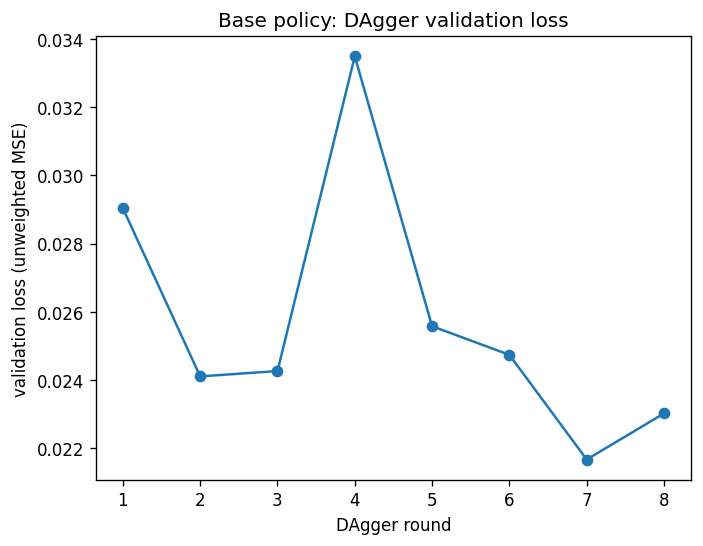 Base policy: DAgger validation loss
validation loss (unweighted MSE)
0.034
0.032
0.030
0.028
0.026
0.024
0.022
1 2 3 4 5 6 7 8
DAgger round